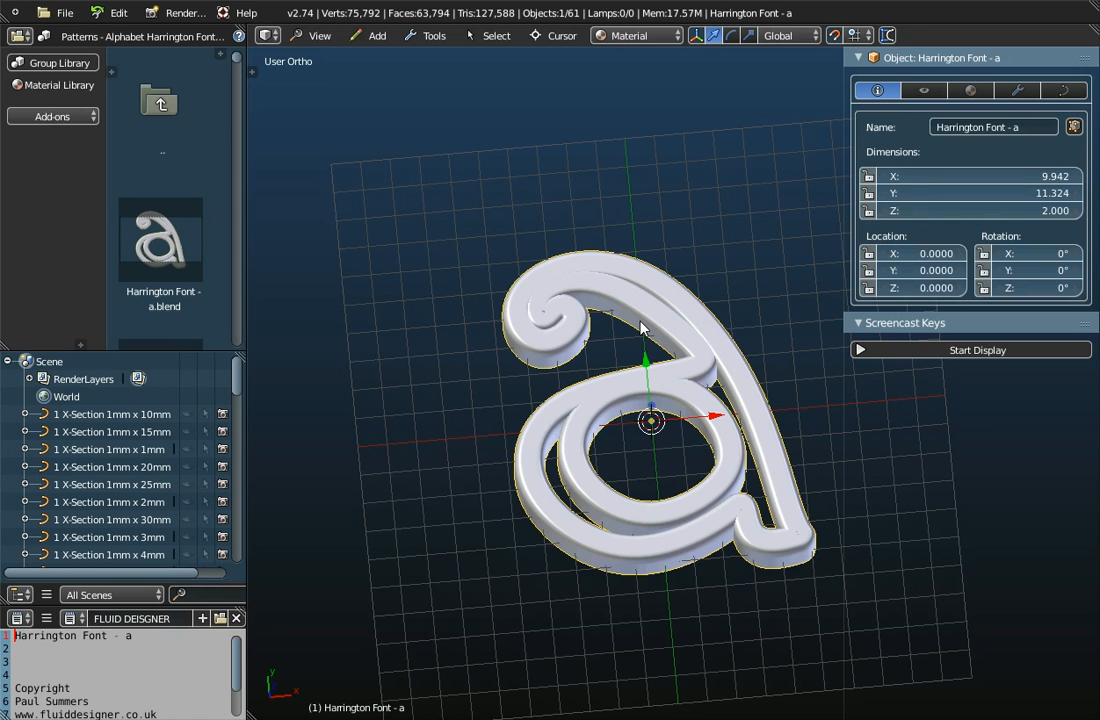 File Edit Render... Help v2.74 | Verts:75,792 | Faces:63,794 | Tris:127,588 | Objects:1/61 | Lamps:0/0 | Mem:17.57M | Harrington Font - a
Patterns - Alphabet Harrington Font...
View Add Tools Select Cursor Material Global
Group Library
Material Library
Add-ons
..
Harrington Font -
a.blend
User Ortho
Object: Harrington Font - a
Name: Harrington Font - a
Dimensions:
X: 9.942
Y: 11.324
Z: 2.000
Location: Rotation:
X: 0.0000 X: 0°
Y: 0.0000 Y: 0°
Z: 0.0000 Z: 0°
Screencast Keys
Start Display
Scene
RenderLayers
World
1 X-Section 1mm x 10mm
1 X-Section 1mm x 15mm
1 X-Section 1mm x 1mm
1 X-Section 1mm x 20mm
1 X-Section 1mm x 25mm
1 X-Section 1mm x 2mm
1 X-Section 1mm x 30mm
1 X-Section 1mm x 3mm
1 X-Section 1mm x 4mm
All Scenes
FLUID DEISGNER
1 Harrington Font - a
2
3
4
5 Copyright
6 Paul Summers
7 www.fluiddesigner.co.uk
y
x
(1) Harrington Font - a